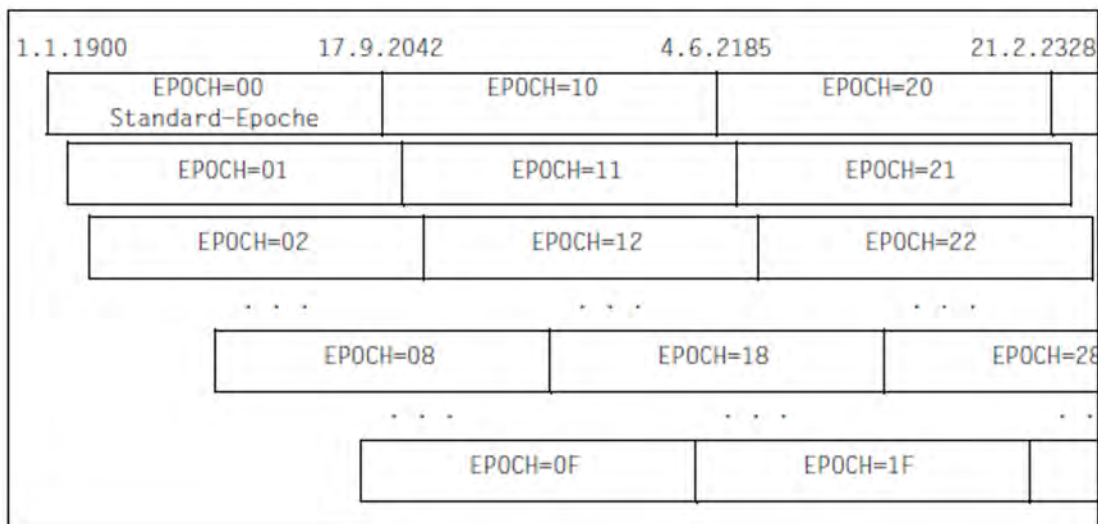 1.1.1900 17.9.2042 4.6.2185 21.2.2328
EPOCH=00 EPOCH=10 EPOCH=20
Standard-Epoche
EPOCH=01 EPOCH=11 EPOCH=21
EPOCH=02 EPOCH=12 EPOCH=22
. . . . . . . . .
EPOCH=08 EPOCH=18 EPOCH=28
. . . . . . . .
EPOCH=0F EPOCH=1F